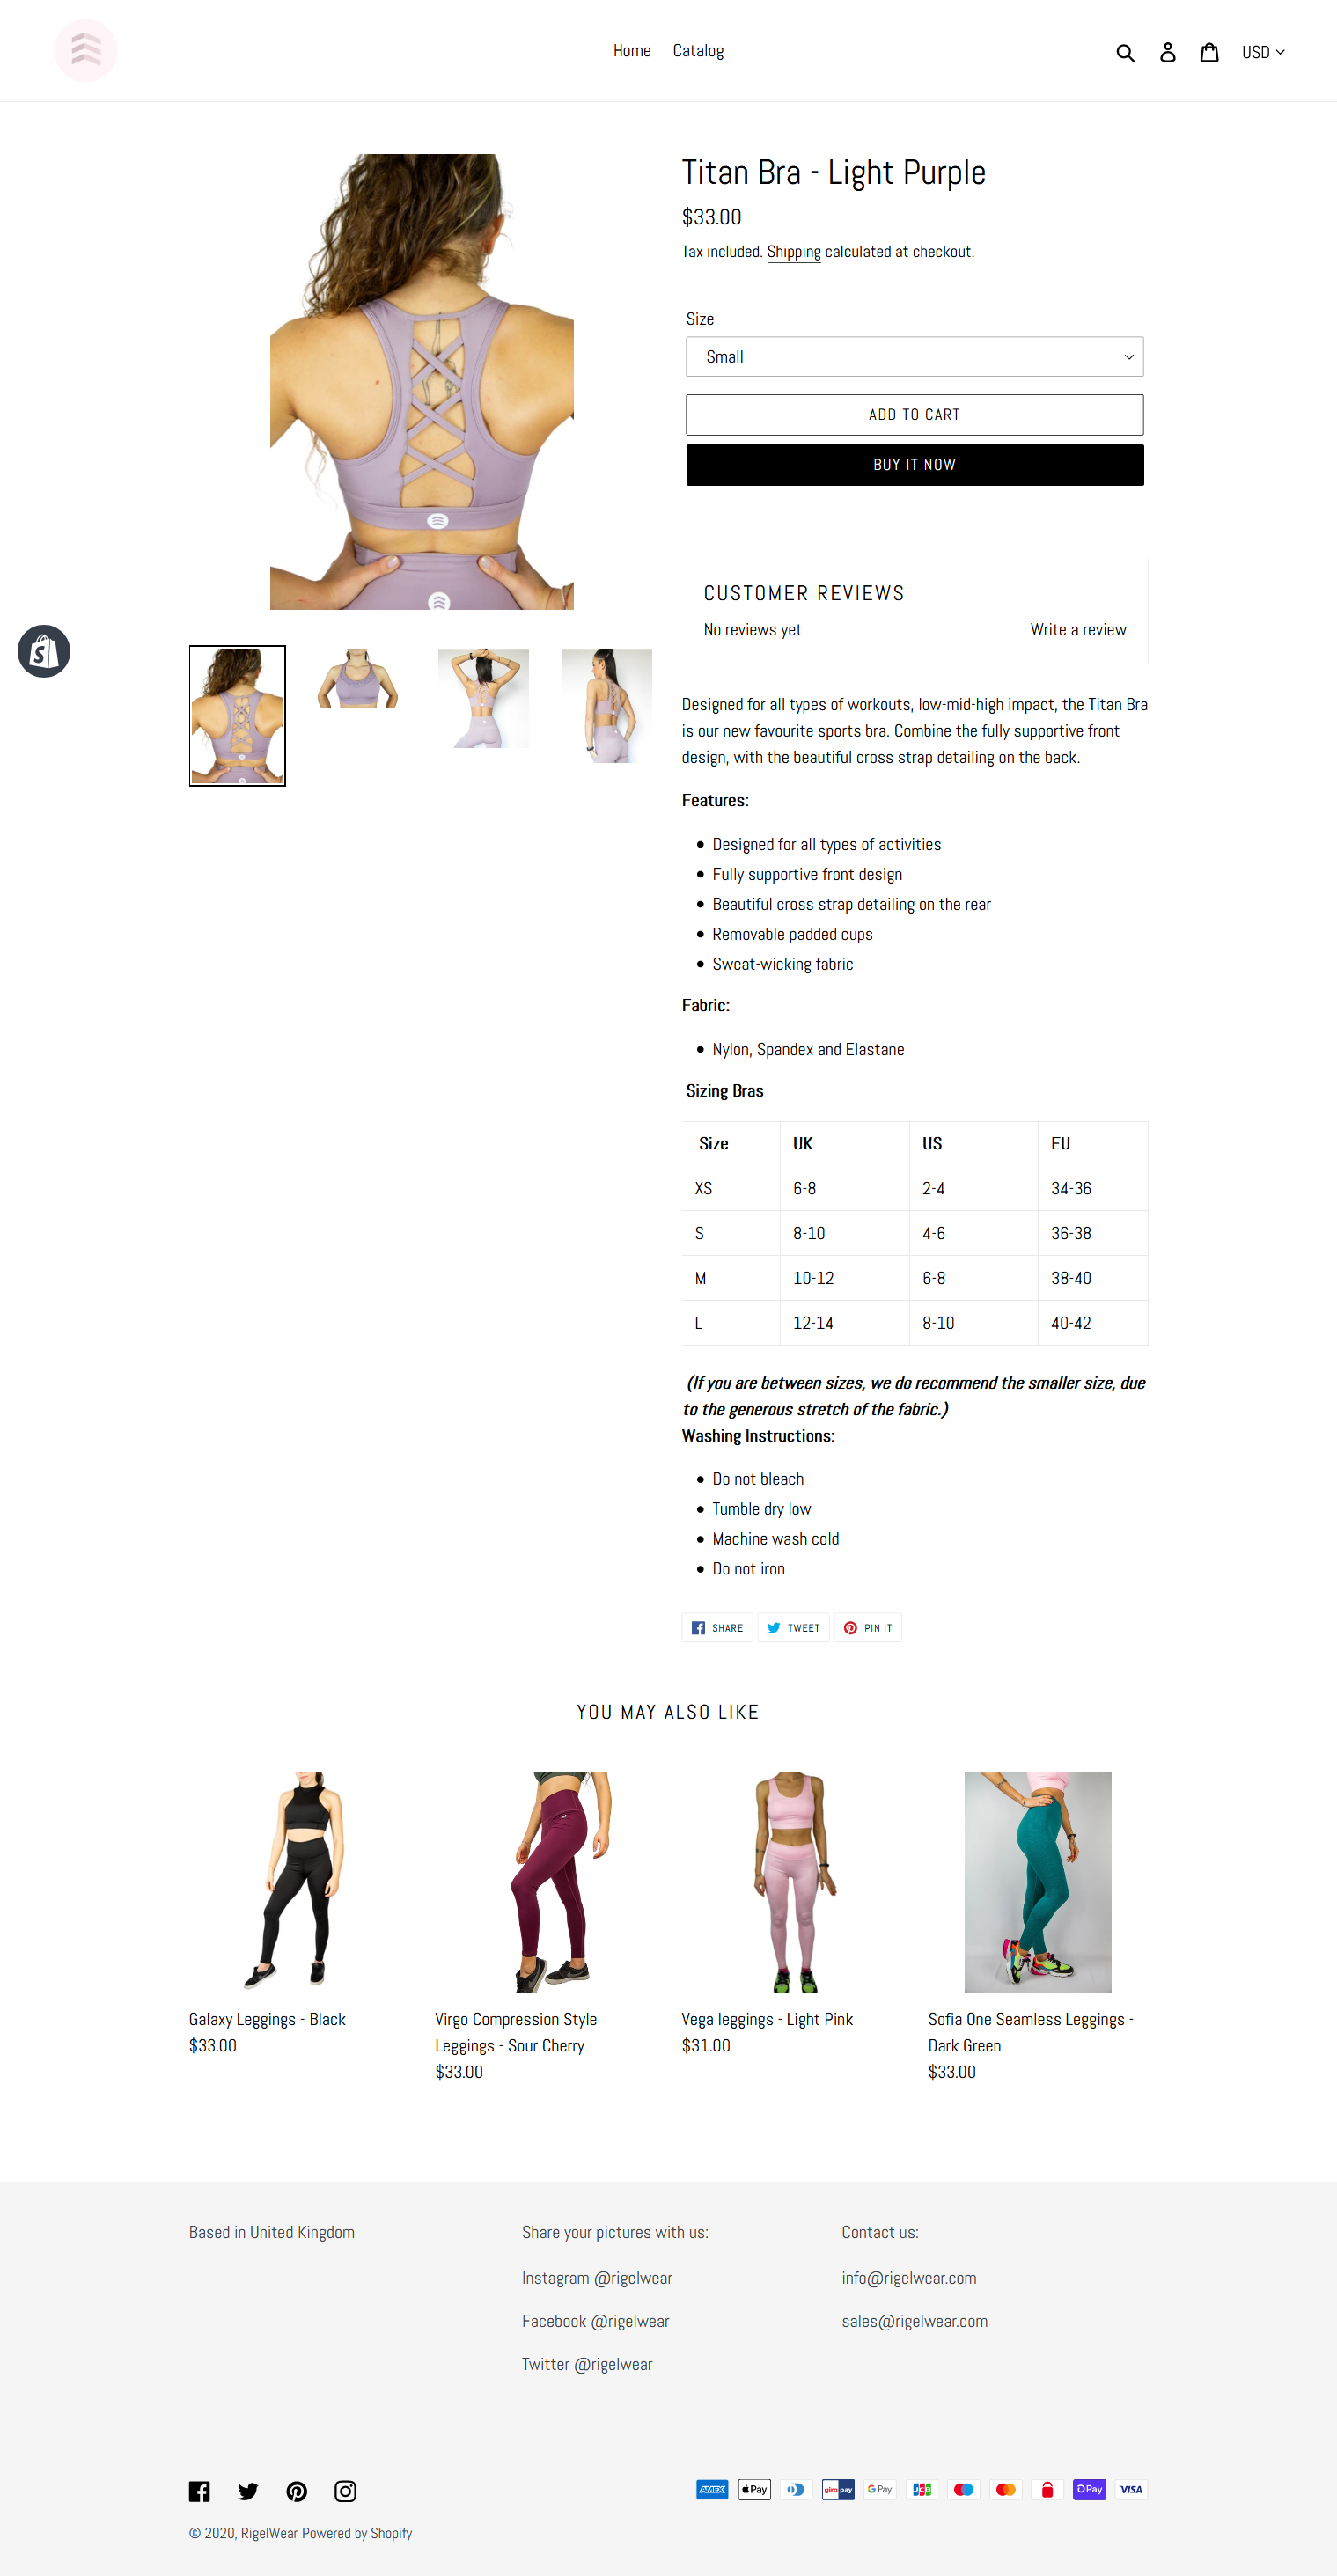 Home Catalog USD
Titan Bra - Light Purple
$33.00
Tax included. Shipping calculated at checkout.
Size
Small
ADD TO CART
BUY IT NOW
CUSTOMER REVIEWS
No reviews yet Write a review
Designed for all types of workouts, low-mid-high impact, the Titan Bra
is our new favourite sports bra. Combine the fully supportive front
design, with the beautiful cross strap detailing on the back.
Features:
Designed for all types of activities
Fully supportive front design
Beautiful cross strap detailing on the rear
Removable padded cups
Sweat-wicking fabric
Fabric:
Nylon, Spandex and Elastane
Sizing Bras
Size UK US EU
XS 6-8 2-4 34-36
S 8-10 4-6 36-38
M 10-12 6-8 38-40
L 12-14 8-10 40-42
(If you are between sizes, we do recommend the smaller size, due
to the generous stretch of the fabric.)
Washing Instructions:
Do not bleach
Tumble dry low
Machine wash cold
Do not iron
SHARE TWEET PIN IT
YOU MAY ALSO LIKE
Galaxy Leggings - Black
$33.00
Virgo Compression Style
Leggings - Sour Cherry
$33.00
Vega leggings - Light Pink
$31.00
Sofia One Seamless Leggings -
Dark Green
$33.00
Based in United Kingdom
Share your pictures with us:
Instagram @rigelwear
Facebook @rigelwear
Twitter @rigelwear
Contact us:
info@rigelwear.com
sales@rigelwear.com
AMEX Pay giropay G Pay JCB Pay VISA
© 2020, RigelWear Powered by Shopify